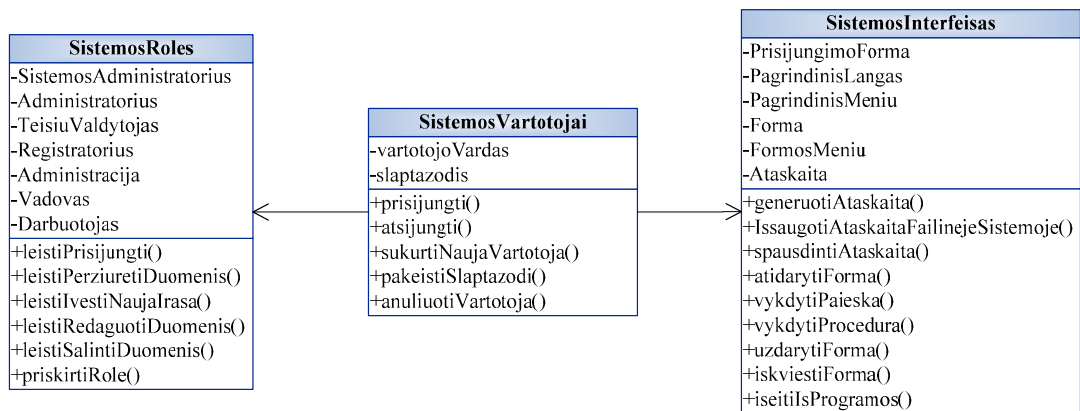 SistemosRoles
-SistemosAdministratorius
-Administratorius
-TeisiuValdytojas
-Registratorius
-Administracija
-Vadovas
-Darbuotojas
+leistiPrisijungti()
+leistiPerziuretiDuomenis()
+leistiIvestiNaujaIrasa()
+leistiRedaguotiDuomenis()
+leistiSalintiDuomenis()
+priskirtiRole()
SistemosVartotojai
-vartotojoVardas
-slaptazodis
+prisijungti()
+atsijungti()
+sukurtiNaujaVartotoja()
+pakeistiSlaptazodi()
+anuliuotiVartotoja()
SistemosInterfeisas
-PrisijungimoForma
-PagrindinisLangas
-PagrindinisMeniu
-Forma
-FormosMeniu
-Ataskaita
+generuotiAtaskaita()
+IssaugotiAtaskaitaFailinejeSistemoje()
+spausdintiAtaskaita()
+atidarytiForma()
+vykdytiPaieska()
+vykdytiProcedura()
+uzdarytiForma()
+iskviestiForma()
+iseitiIsProgramos()